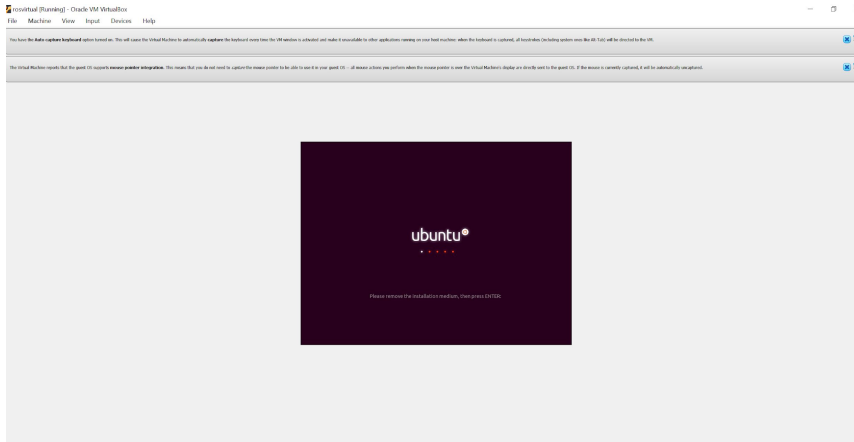 rosvirtual [Running] - Oracle VM VirtualBox
File Machine View Input Devices Help
You have the Auto capture keyboard option turned on. This will cause the Virtual Machine to automatically capture the keyboard every time the VM window is activated and make it unavailable to other applications running on your host machine: when the keyboard is captured, all keystrokes (including system ones like Alt-Tab) will be directed to the VM.
The Virtual Machine reports that the guest OS supports mouse pointer integration. This means that you do not need to capture the mouse pointer to be able to use it in your guest OS -- all mouse actions you perform when the mouse pointer is over the Virtual Machine's display are directly sent to the guest OS. If the mouse is currently captured, it will be automatically uncaptured.
ubuntu
Please remove the installation medium, then press ENTER: